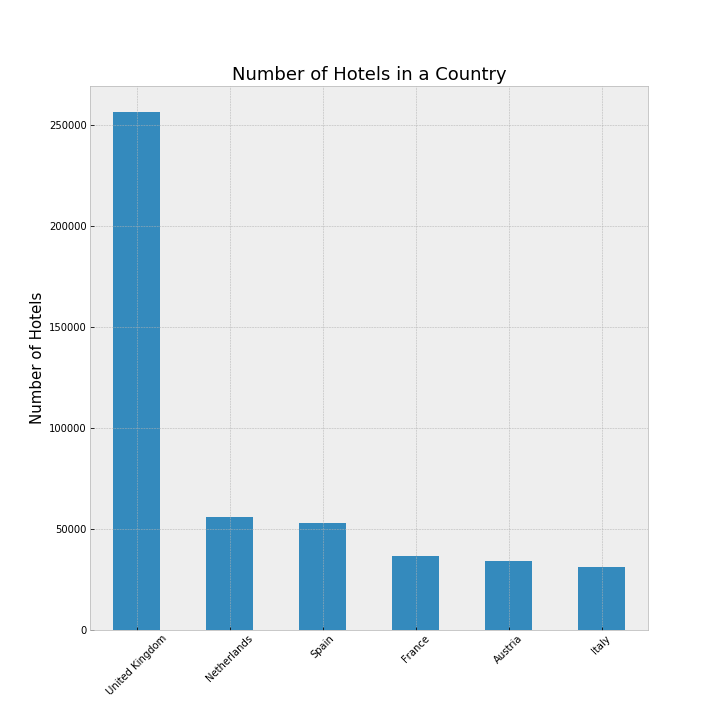 Number of Hotels in a Country
Number of Hotels
250000
200000
150000
100000
50000
0
United Kingdom
Netherlands
Spain
France
Austria
Italy